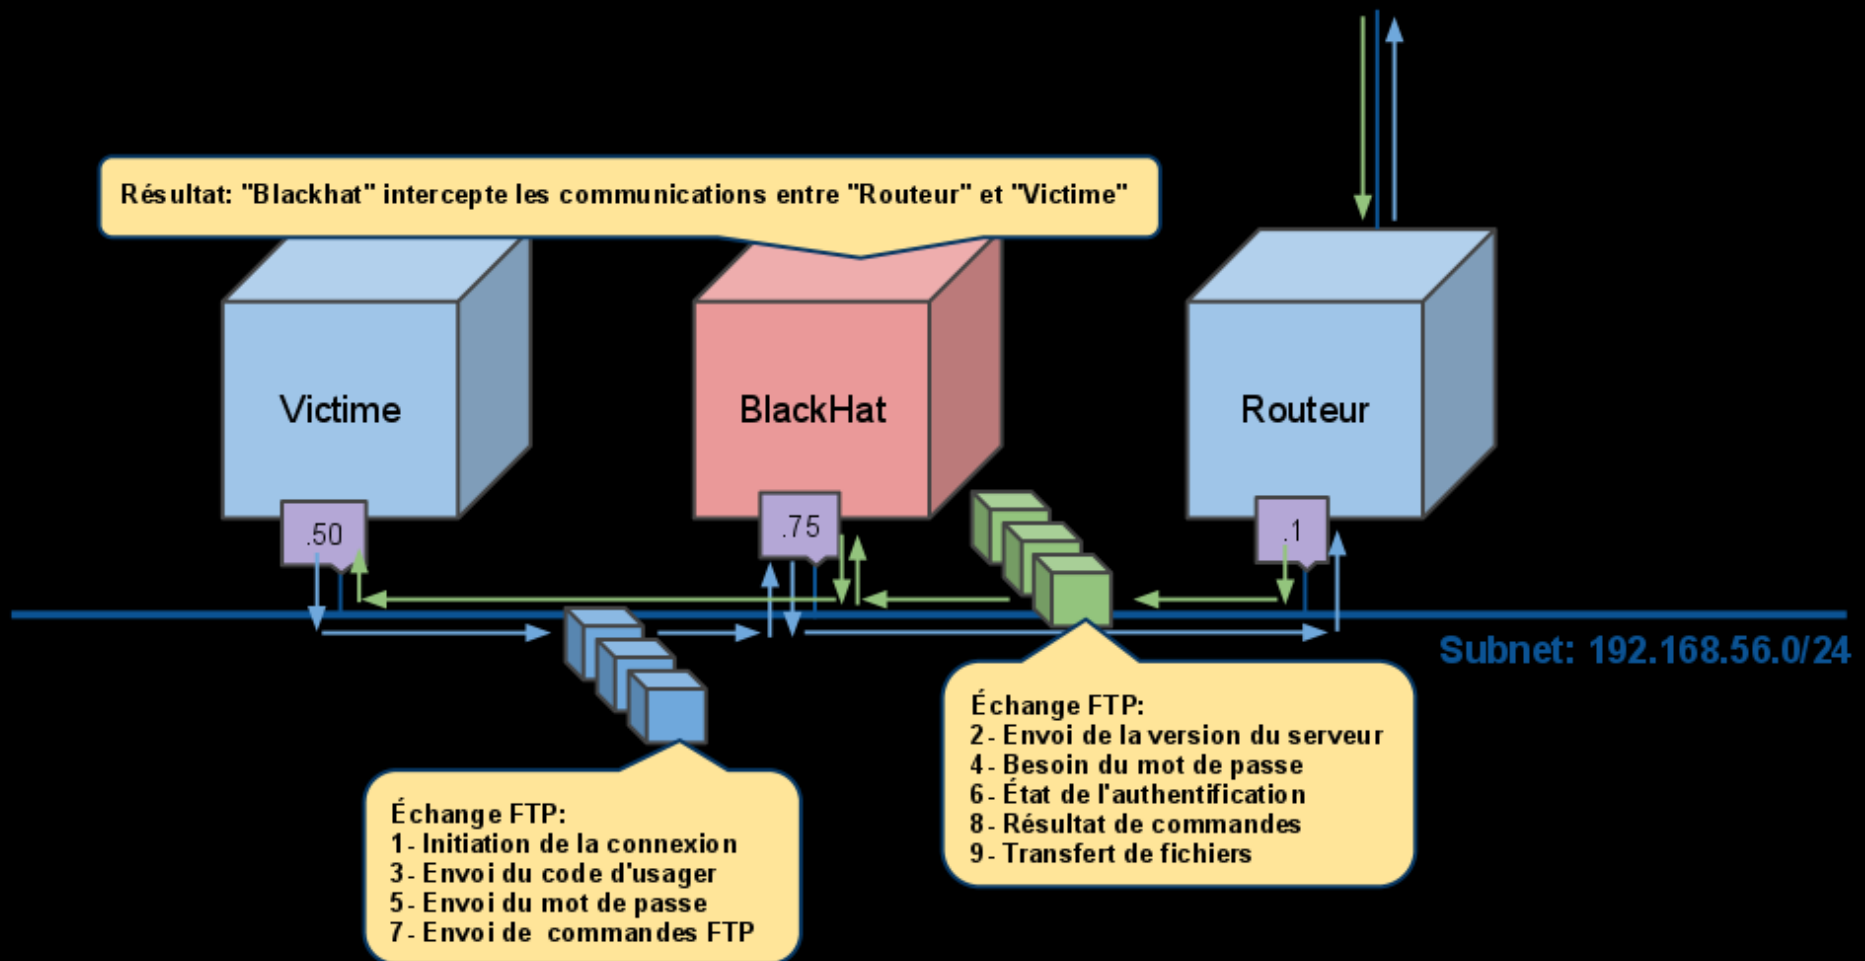 Résultat: "Blackhat" intercepte les communications entre "Routeur" et "Victime"
Victime
BlackHat
Routeur
.50
.75
.1
Subnet: 192.168.56.0/24
Échange FTP:
1- Initiation de la connexion
3- Envoi du code d'usager
5- Envoi du mot de passe
7- Envoi de commandes FTP
Échange FTP:
2- Envoi de la version du serveur
4- Besoin du mot de passe
6- État de l'authentification
8- Résultat de commandes
9- Transfert de fichiers